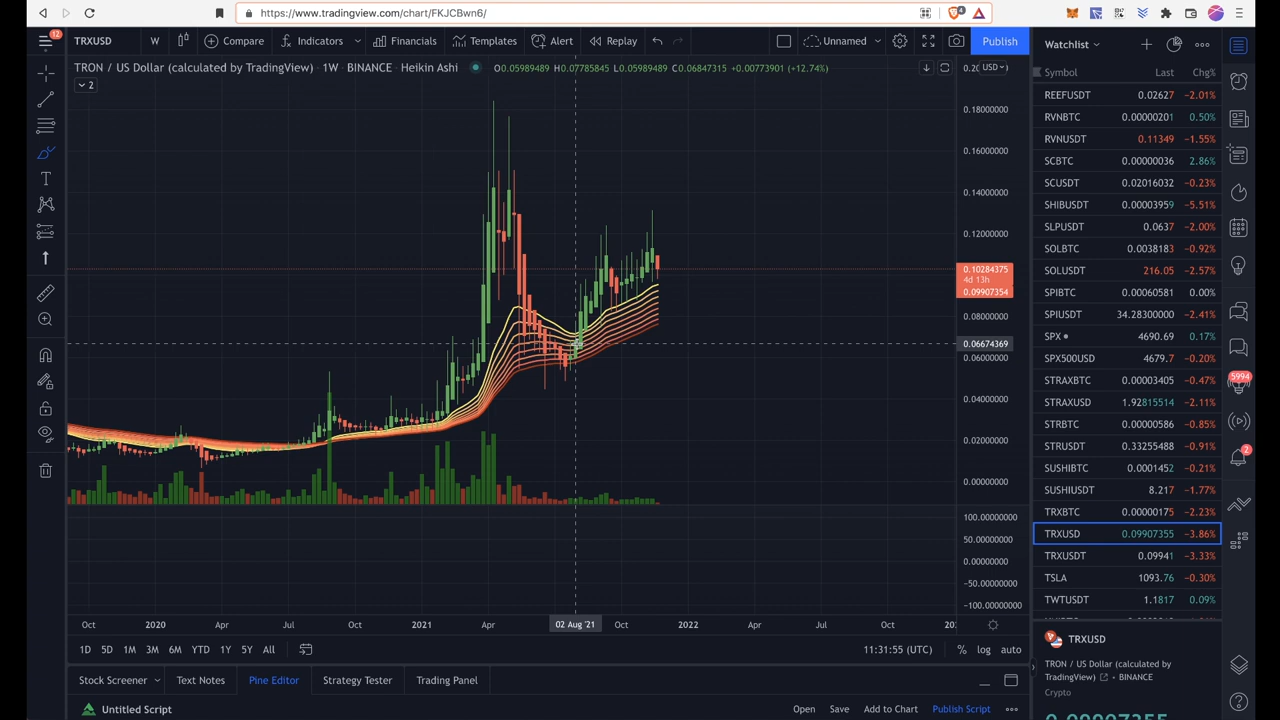 https://www.tradingview.com/chart/FKJCBwn6/
4
12
TRXUSD W Compare Indicators Financials Templates Alert Replay Unnamed Publish
Watchlist
TRON / US Dollar (calculated by TradingView) · 1W · BINANCE · Heikin Ashi O0.05989489 H0.07785845 L0.05989489 C0.06847315 +0.00773901 (+12.74%)
USD
2
0.18000000
0.16000000
0.14000000
0.12000000
0.10284375
4d 13h
0.09907354
0.08000000
0.06674369
0.06000000
0.04000000
0.02000000
0.00000000
100.00000000
50.00000000
0.00000000
−50.00000000
−100.00000000
Oct 2020 Apr Jul Oct 2021 Apr 02 Aug '21 Oct 2022 Apr Jul Oct
1D 5D 1M 3M 6M YTD 1Y 5Y All 11:31:55 (UTC) % log auto
Stock Screener Text Notes Pine Editor Strategy Tester Trading Panel
Untitled Script Open Save Add to Chart Publish Script
Symbol Last Chg%
REEFUSDT 0.02627 −2.01%
RVNBTC 0.00000201 0.50%
RVNUSDT 0.11349 −1.55%
SCBTC 0.00000036 2.86%
SCUSDT 0.02016032 −0.23%
SHIBUSDT 0.00003959 −5.51%
SLPUSDT 0.0637 −2.00%
SOLBTC 0.0038183 −0.92%
SOLUSDT 216.05 −2.57%
SPIBTC 0.00060581 0.00%
SPIUSDT 34.28300000 −2.41%
SPX 4690.69 0.17%
SPX500USD 4679.7 −0.20%
STRAXBTC 0.00003405 −0.47%
STRAXUSD 1.92815514 −2.11%
STRBTC 0.00000586 −0.85%
STRUSDT 0.33255488 −0.91%
SUSHIBTC 0.0001452 −0.21%
SUSHIUSDT 8.217 −1.77%
TRXBTC 0.00000175 −2.23%
TRXUSD 0.09907355 −3.86%
TRXUSDT 0.09941 −3.33%
TSLA 1093.76 −0.30%
TWTUSDT 1.1817 0.09%
TRXUSD
TRON / US Dollar (calculated by
TradingView) • BINANCE
Crypto
0.09907355 −3.86%
5994
2